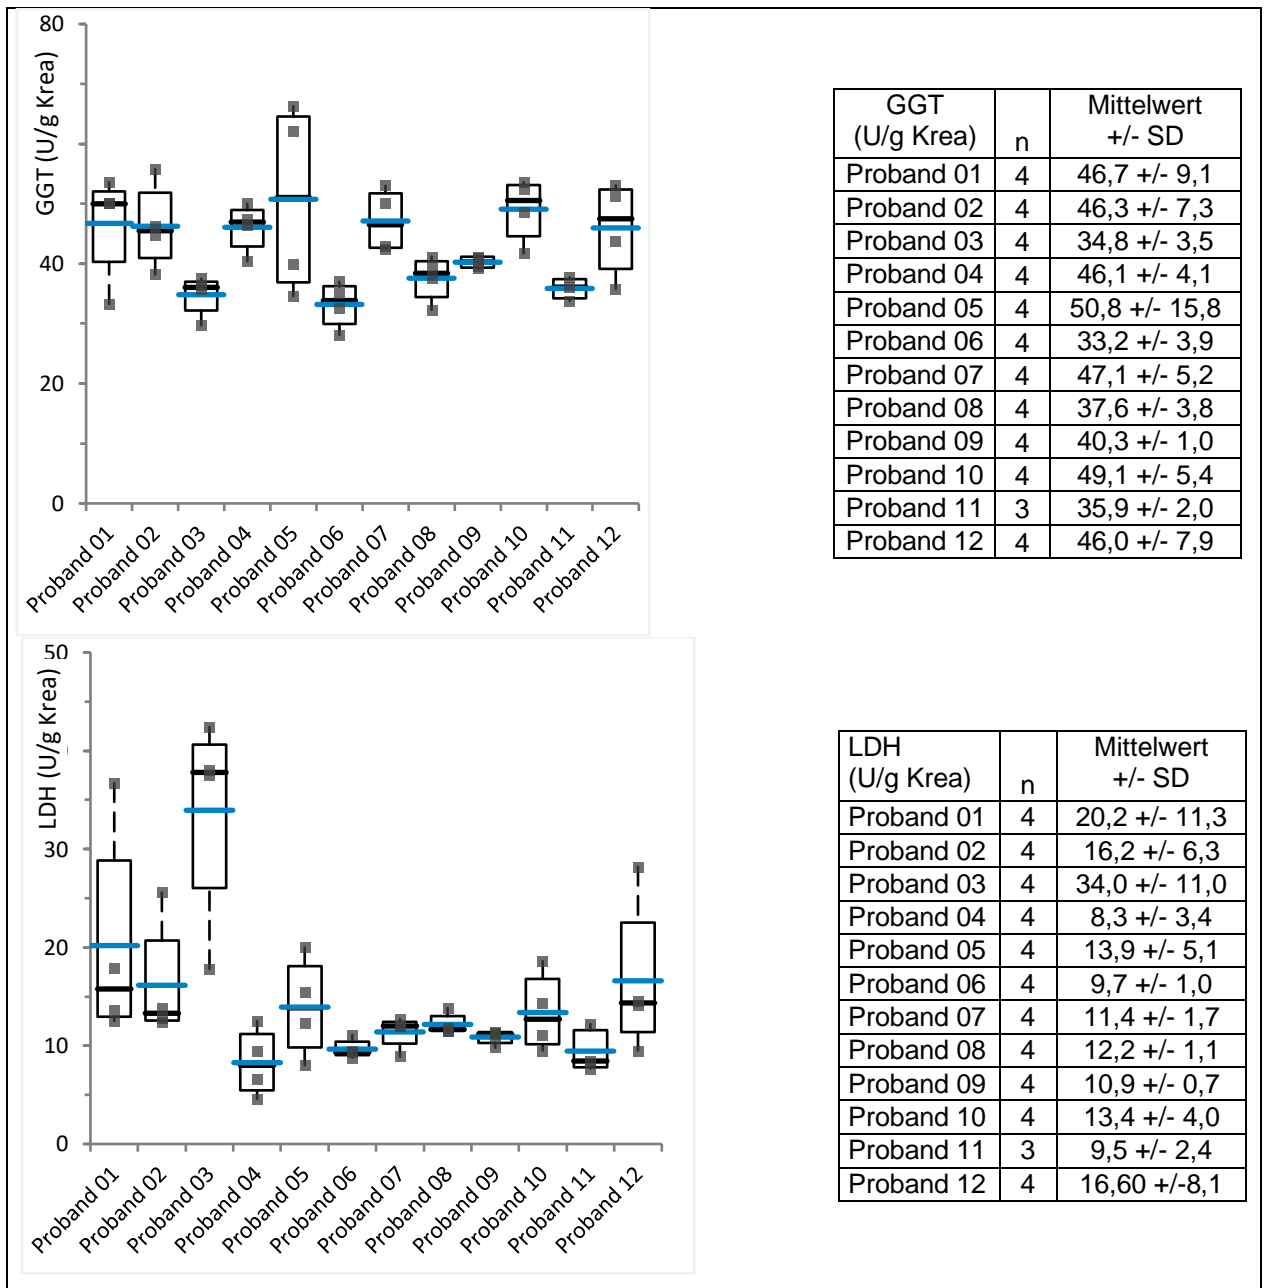 80
60
40
20
0
GGT (U/g Krea)
Proband 01
Proband 02
Proband 03
Proband 04
Proband 05
Proband 06
Proband 07
Proband 08
Proband 09
Proband 10
Proband 11
Proband 12
GGT
(U/g Krea) n Mittelwert
+/- SD
Proband 01 4 46,7 +/- 9,1
Proband 02 4 46,3 +/- 7,3
Proband 03 4 34,8 +/- 3,5
Proband 04 4 46,1 +/- 4,1
Proband 05 4 50,8 +/- 15,8
Proband 06 4 33,2 +/- 3,9
Proband 07 4 47,1 +/- 5,2
Proband 08 4 37,6 +/- 3,8
Proband 09 4 40,3 +/- 1,0
Proband 10 4 49,1 +/- 5,4
Proband 11 3 35,9 +/- 2,0
Proband 12 4 46,0 +/- 7,9
50
30
20
10
0
LDH (U/g Krea)
Proband 01
Proband 02
Proband 03
Proband 04
Proband 05
Proband 06
Proband 07
Proband 08
Proband 09
Proband 10
Proband 11
Proband 12
LDH
(U/g Krea) n Mittelwert
+/- SD
Proband 01 4 20,2 +/- 11,3
Proband 02 4 16,2 +/- 6,3
Proband 03 4 34,0 +/- 11,0
Proband 04 4 8,3 +/- 3,4
Proband 05 4 13,9 +/- 5,1
Proband 06 4 9,7 +/- 1,0
Proband 07 4 11,4 +/- 1,7
Proband 08 4 12,2 +/- 1,1
Proband 09 4 10,9 +/- 0,7
Proband 10 4 13,4 +/- 4,0
Proband 11 3 9,5 +/- 2,4
Proband 12 4 16,60 +/-8,1